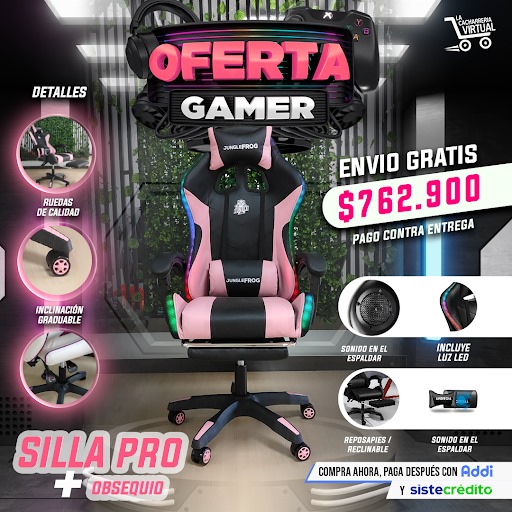 OFERTA
GAMER
LA
CACHARRERIA
VIRTUAL
DETALLES
RUEDAS
DE CALIDAD
INCLINACIÓN
GRADUABLE
JUNGLEFROG
JUNGLEFROG
ENVIO GRATIS
$762.900
PAGO CONTRA ENTREGA
SONIDO EN EL
ESPALDAR
INCLUYE
LUZ LED
REPOSAPIES /
RECLINABLE
SONIDO EN EL
ESPALDAR
SILLA PRO
+ OBSEQUIO
COMPRA AHORA, PAGA DESPUÉS CON Addi
Y sistecrédito